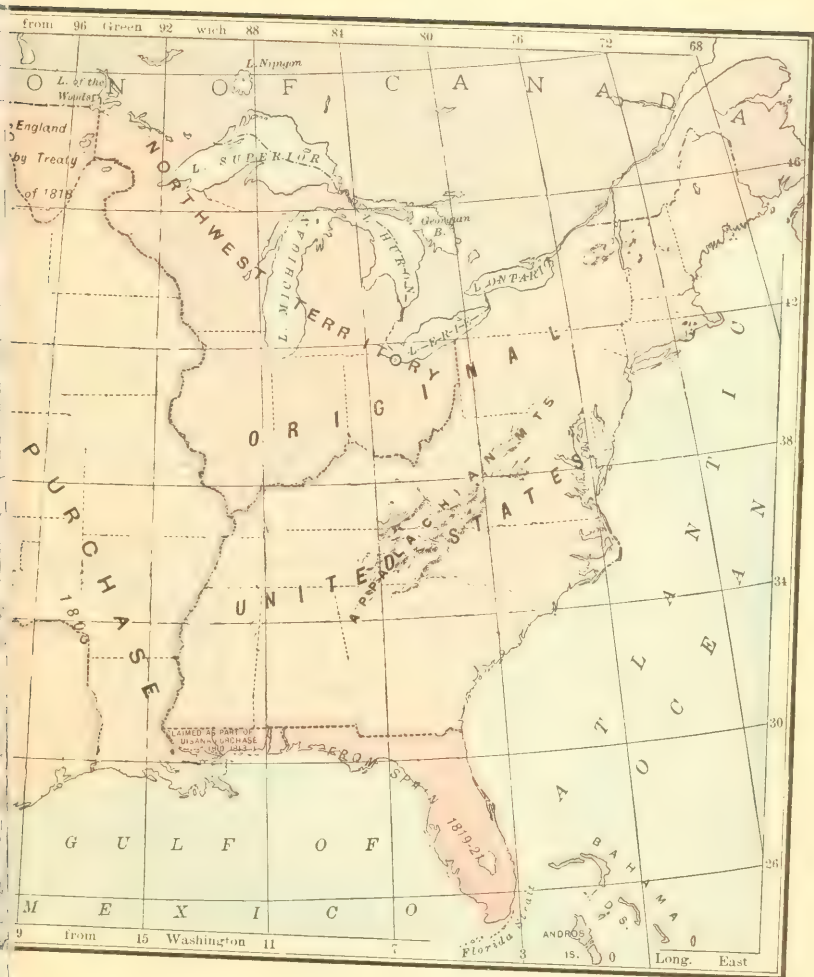 from 96 Green 92 wich 88 84 80 76 72 68
L. Nipigon
O N O F C A N A D A
L. of the
Woods
England
by Treaty
of 1818
NORTHWEST TERRITORY
L. SUPERIOR
L. MICHIGAN
L. HURON
Georgian
B.
L. ONTARIO
L. ERIE
46
42
38
34
30
26
ORIGINAL
UNITED STATES
APPALACHIAN MTS
PURCHASE
ATLANTIC
OCEAN
CLAIMED AS PART OF
PURCHASE
1810-1813
FROM SPAIN
1819-21
GULF OF
MEXICO
BAHAMA
IDS.
ANDROS
IS.
Florida Strait
9 from 15 Washington 11 7 3 0 Long. East